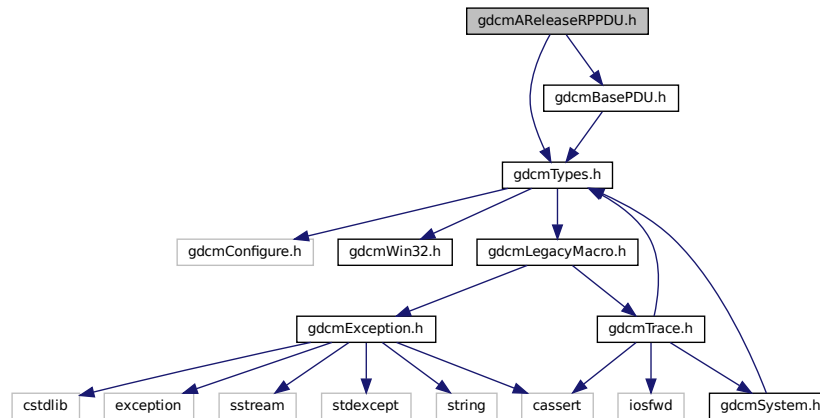 gdcmAReleaseRPPDU.h
gdcmBasePDU.h
gdcmTypes.h
gdcmConfigure.h
gdcmWin32.h
gdcmLegacyMacro.h
gdcmException.h
gdcmTrace.h
cstdlib
exception
sstream
stdexcept
string
cassert
iosfwd
gdcmSystem.h